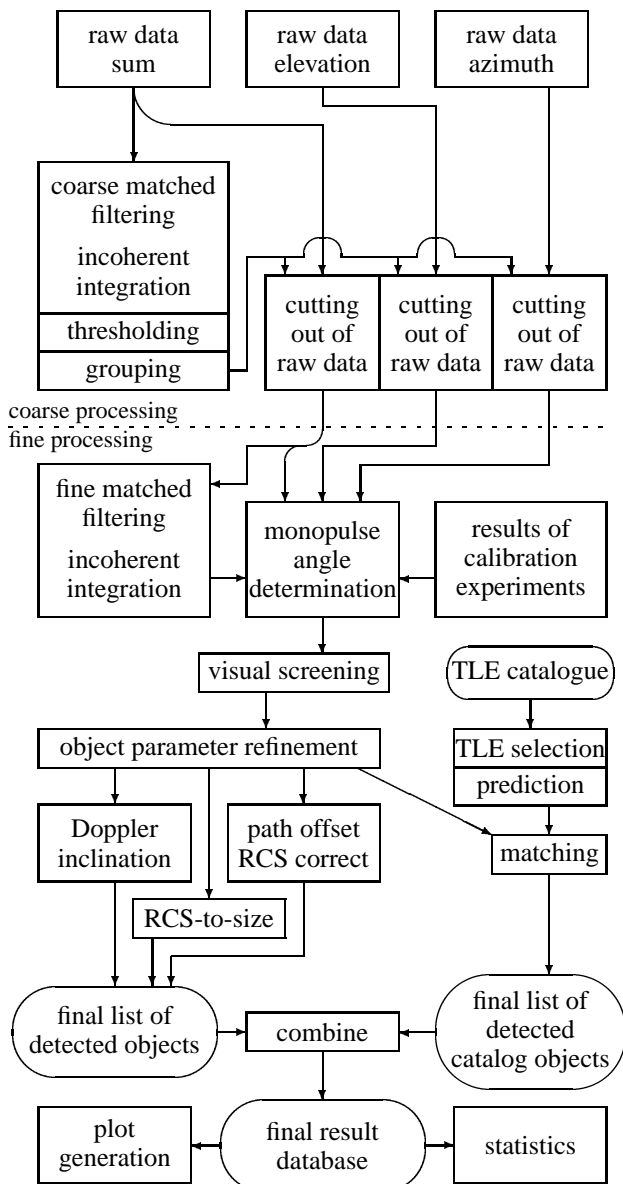 raw data
sum
raw data
elevation
raw data
azimuth
coarse matched
filtering
incoherent
integration
thresholding
grouping
cutting
out of
raw data
cutting
out of
raw data
cutting
out of
raw data
coarse processing
fine processing
fine matched
filtering
incoherent
integration
monopulse
angle
determination
results of
calibration
experiments
visual screening
TLE catalogue
object parameter refinement
TLE selection
prediction
Doppler
inclination
path offset
RCS correct
matching
RCS-to-size
final list of
detected objects
combine
final list of
detected
catalog objects
plot
generation
final result
database
statistics